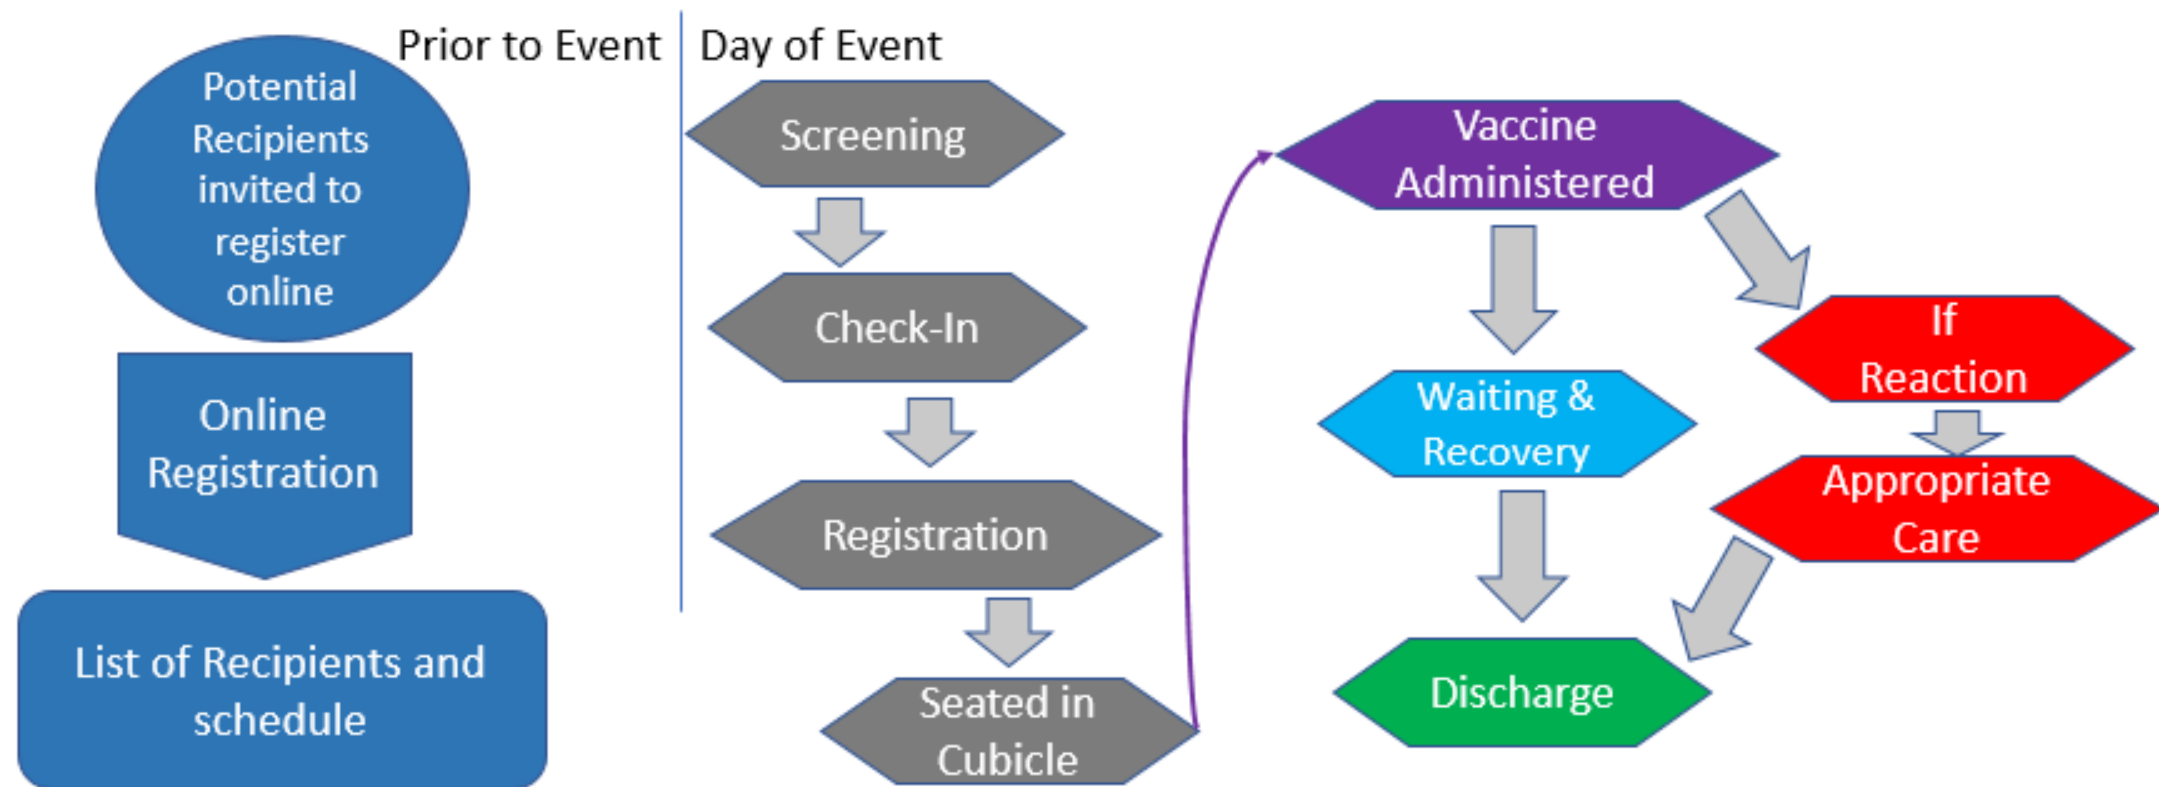 Prior to Event
Day of Event
Potential
Recipients
invited to
register
online
Online
Registration
List of Recipients and
schedule
Screening
Check-In
Registration
Seated in
Cubicle
Vaccine
Administered
Waiting &
Recovery
If
Reaction
Appropriate
Care
Discharge